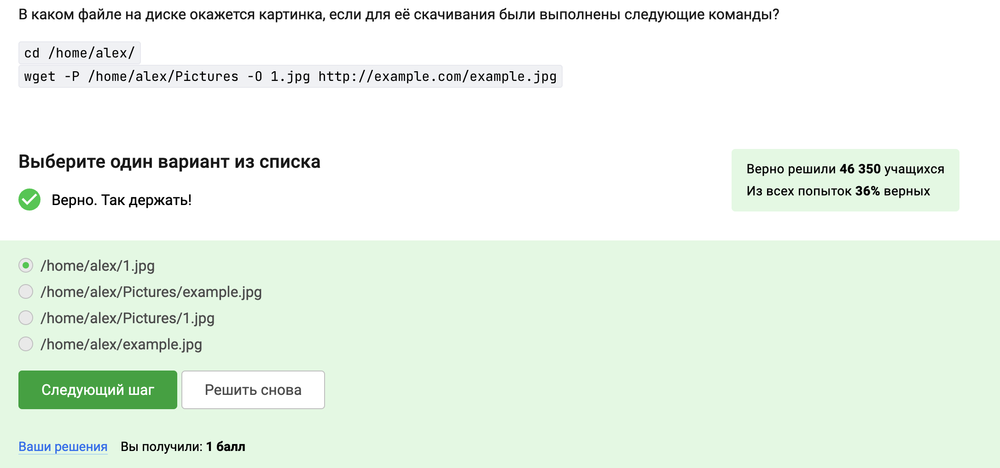 В каком файле на диске окажется картинка, если для её скачивания были выполнены следующие команды?
cd /home/alex/
wget -P /home/alex/Pictures -O 1.jpg http://example.com/example.jpg
Выберите один вариант из списка
Верно. Так держать!
Верно решили 46 350 учащихся
Из всех попыток 36% верных
/home/alex/1.jpg
/home/alex/Pictures/example.jpg
/home/alex/Pictures/1.jpg
/home/alex/example.jpg
Следующий шаг
Решить снова
Ваши решения Вы получили: 1 балл